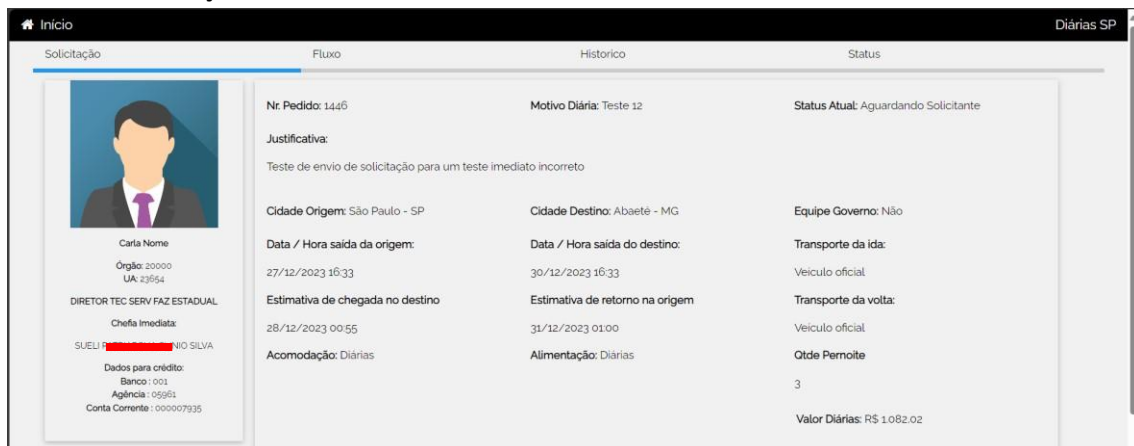 Início
Diárias SP
Solicitação Fluxo Historico Status
Carla Nome
Órgão: 20000
UA: 23654
DIRETOR TEC SERV FAZ ESTADUAL
Chefia Imediata:
SUELI NIO SILVA
Dados para crédito:
Banco : 001
Agência : 05961
Conta Corrente : 000007935
Nr. Pedido: 1446 Motivo Diária: Teste 12 Status Atual: Aguardando Solicitante
Justificativa:
Teste de envio de solicitação para um teste imediato incorreto
Cidade Origem: São Paulo - SP Cidade Destino: Abaeté - MG Equipe Governo: Não
Data / Hora saída da origem: Data / Hora saída do destino: Transporte da ida:
27/12/2023 16:33 30/12/2023 16:33 Veiculo oficial
Estimativa de chegada no destino Estimativa de retorno na origem Transporte da volta:
28/12/2023 00:55 31/12/2023 01:00 Veiculo oficial
Acomodação: Diárias Alimentação: Diárias Qtde Pernoite
3
Valor Diárias: R$ 1.082.02